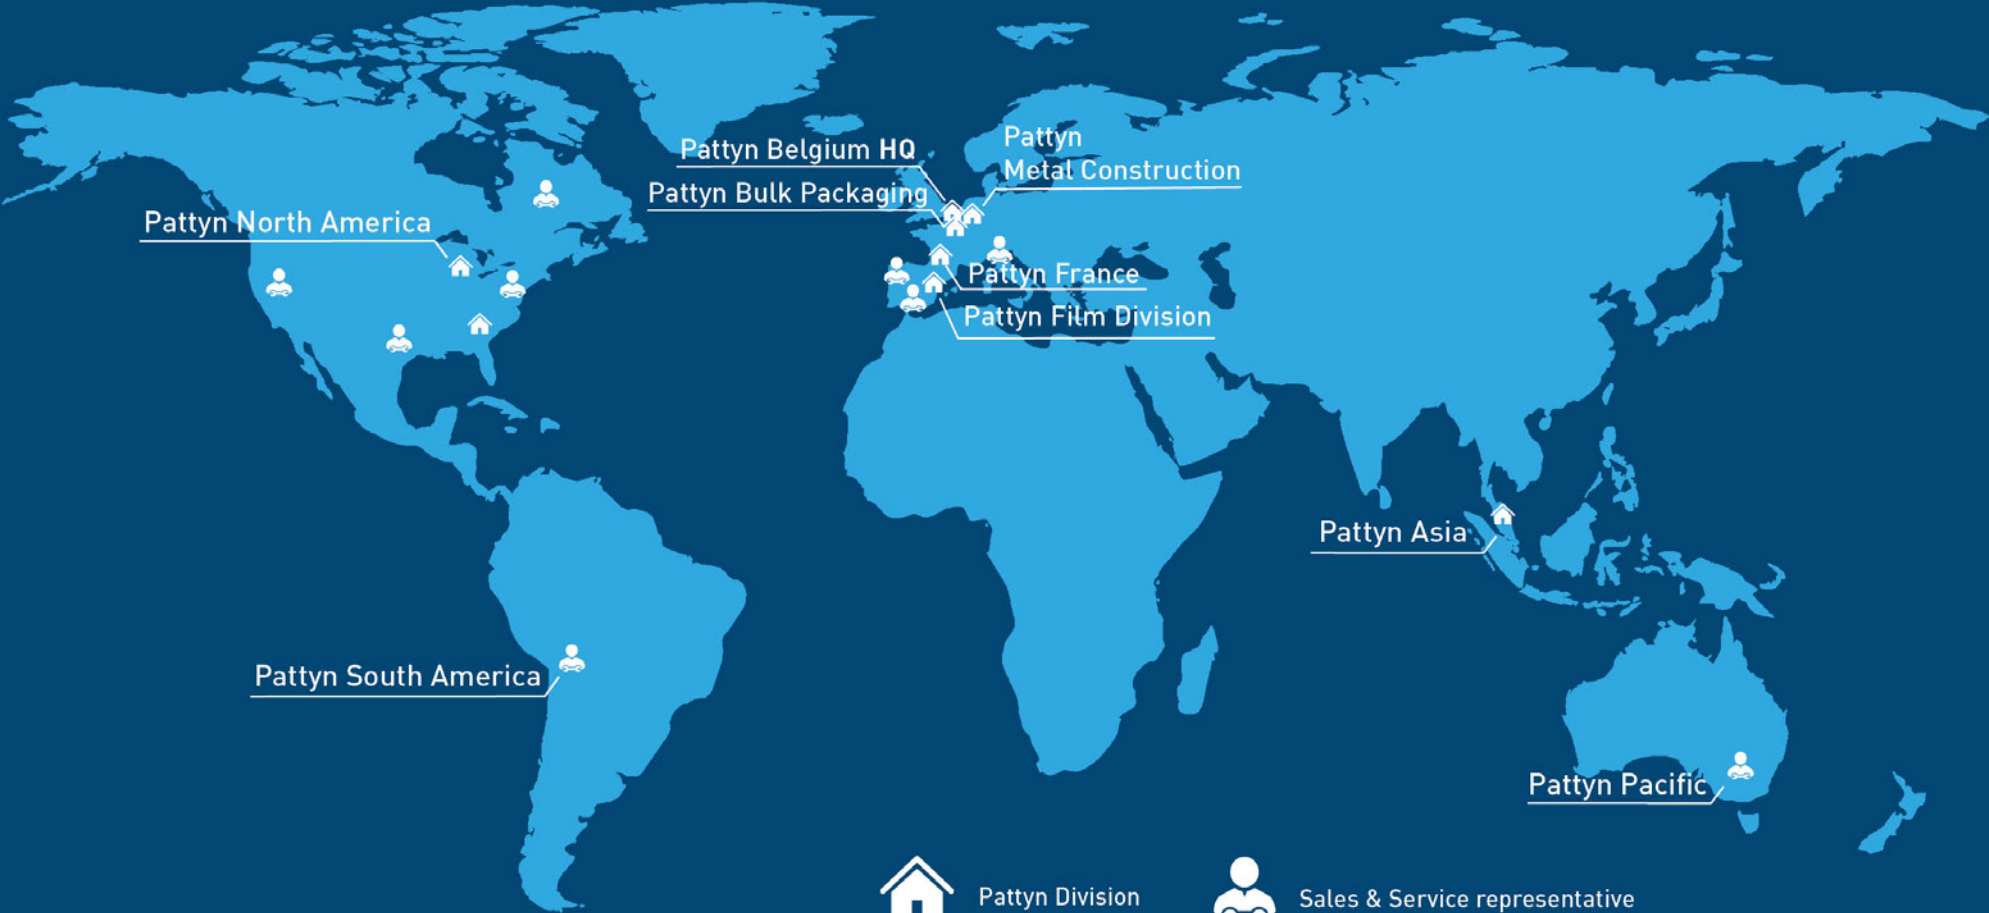 Pattyn Belgium HQ
Pattyn
Metal Construction
Pattyn Bulk Packaging
Pattyn North America
Pattyn France
Pattyn Film Division
Pattyn Asia
Pattyn South America
Pattyn Pacific
Pattyn Division
Sales & Service representative